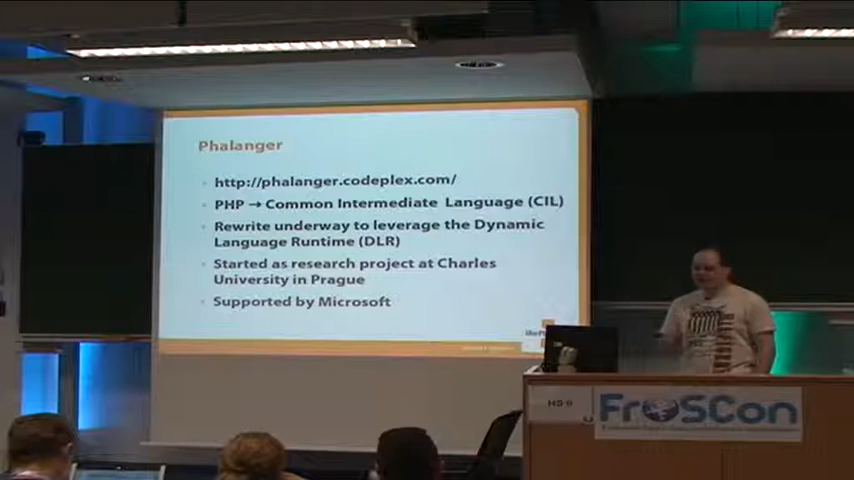 Phalanger
http://phalanger.codeplex.com/
PHP → Common Intermediate Language (CIL)
Rewrite underway to leverage the Dynamic
Language Runtime (DLR)
Started as research project at Charles
University in Prague
Supported by Microsoft
FrOSCon